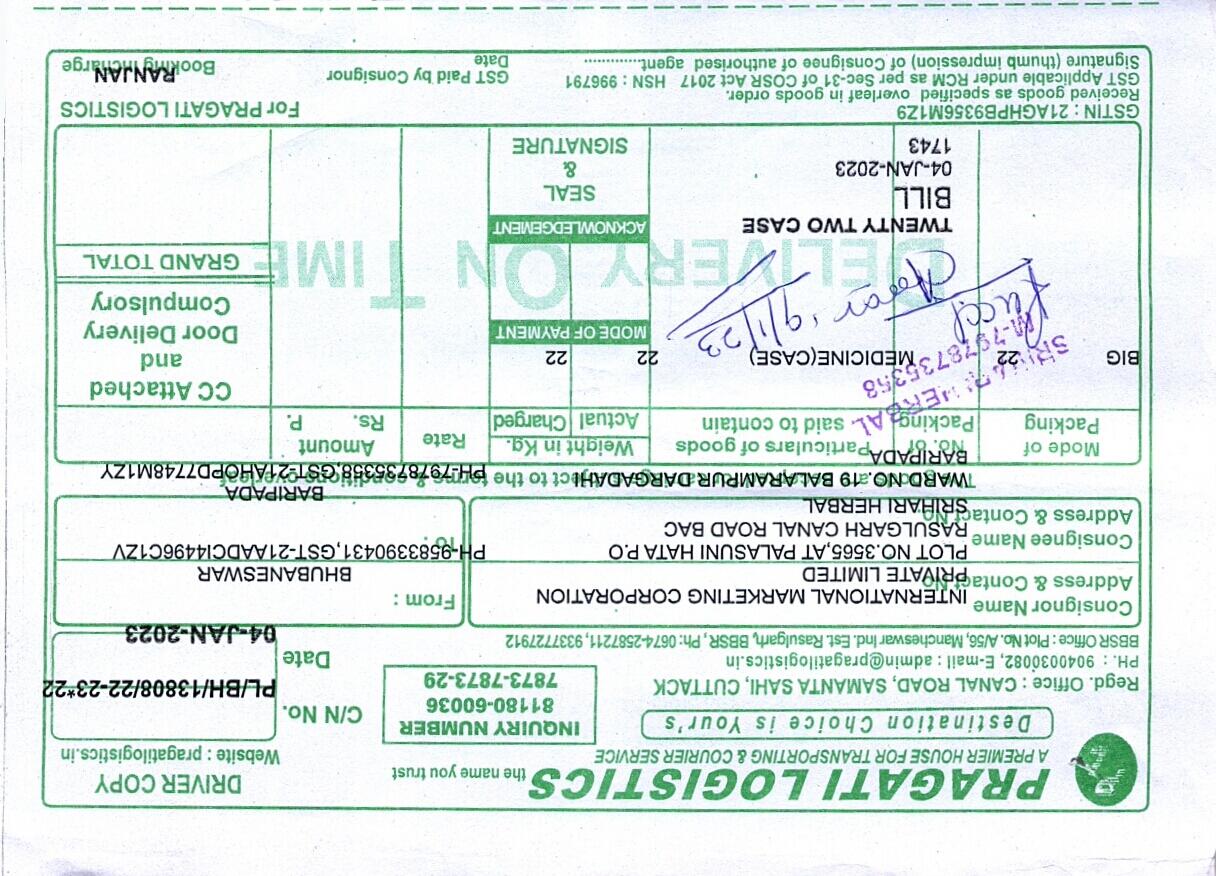 PRAGATI LOGISTICS the name you trust
A PREMIER HOUSE FOR TRANSPORTING & COURIER SERVICE
Destination Choice is Your's
DRIVER COPY
Website : pragatilogistics.in
INQUIRY NUMBER
81180-60036
7873-7873-29
Regd. Office : CANAL ROAD, SAMANTA SAHI, CUTTACK
PH. : 9040030082, E-mail : admin@pragatilogistics.in
BBSR Office : Plot No. A/56, Mancheswar Ind. Est. Rasulgarh, BBSR, Ph: 0674-2587211, 9337727912
C/N No. PL/BH/13808/22-23*22
Date 04-JAN-2023
Consignor Name
Address & Contact No
INTERNATIONAL MARKETING CORPORATION
PRIVATE LIMITED
PLOT NO.3565,AT PALASUNI HATA P.O
RASULGARH CANAL ROAD BAC
PH-9583390431,GST-21AADCI4496C1ZV
From :
BHUBANESWAR
Consignee Name
Address & Contact No
SRIHARI HERBAL
WARD NO. 19 BALARAMPUR DARGAGAHI
BARIPADA
PH-7978735358,GST-21AHOPD7748M1ZY
To :
BARIPADA
subject to the terms & conditions overleaf
Mode of Packing
No. of Packing
Particulars of goods said to contain
Weight in Kg.
Actual
Charged
Rate
Amount
Rs. P.
BIG 22 MEDICINE(CASE) 22 22
SRIHARI HERBAL
M-7978735358
9/1/23
MODE OF PAYMENT
CC Attached
and
Door Delivery
Compulsory
GRAND TOTAL
DELIVERY ON TIME
TWENTY TWO CASE
BILL
04-JAN-2023
1743
ACKNOWLEDGEMENT
SEAL
&
SIGNATURE
GSTIN : 21AGHPB9356M1Z9
For PRAGATI LOGISTICS
Received goods as specified overleaf in goods order.
GST Applicable under RCM as per Sec-31 of COSR Act 2017 HSN : 996791
GST Paid by Consignor
Signature (thumb impression) of Consignee of authorised agent..............
Date
RANJAN
Booking Incharge